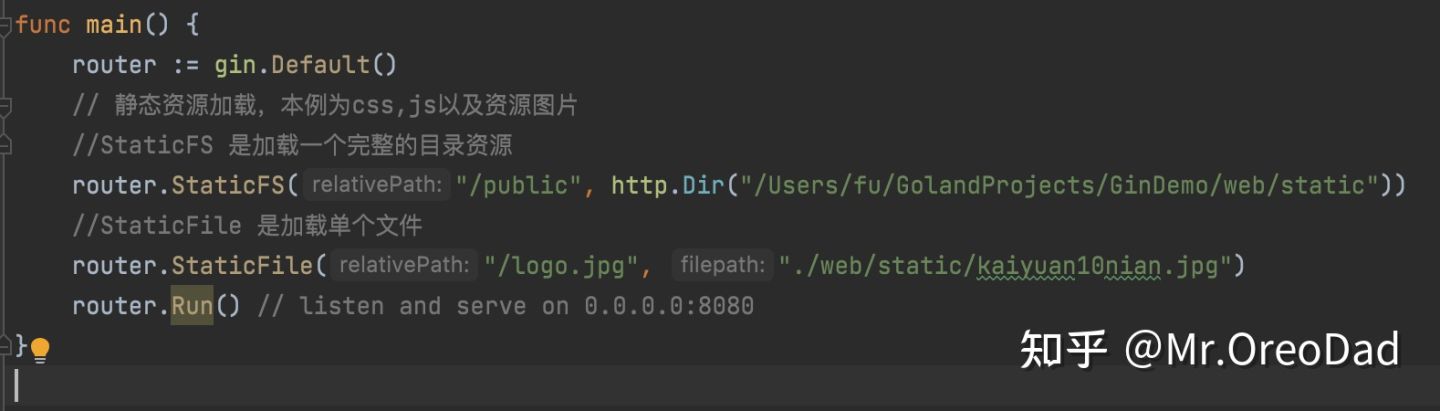 func main() {
router := gin.Default()
// 静态资源加载，本例为css,js以及资源图片
//StaticFS 是加载一个完整的目录资源
router.StaticFS( relativePath: "/public", http.Dir("/Users/fu/GolandProjects/GinDemo/web/static"))
//StaticFile 是加载单个文件
router.StaticFile( relativePath: "/logo.jpg", filepath: "./web/static/kaiyuan10nian.jpg")
router.Run() // listen and serve on 0.0.0.0:8080
}
知乎 @Mr.OreoDad